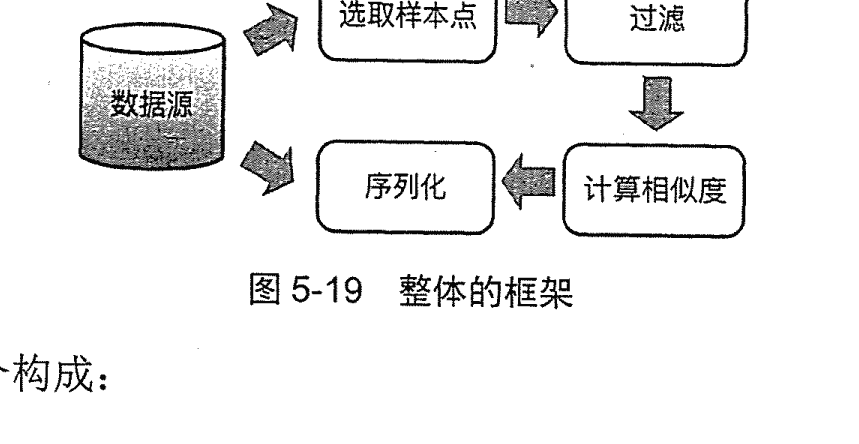 选取样本点
过滤
数据源
序列化
计算相似度
图 5-19 整体的框架
构成：